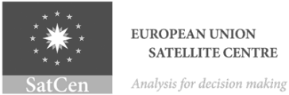 EUROPEAN UNION
SATELLITE CENTRE
SatCen
Analysis for decision making